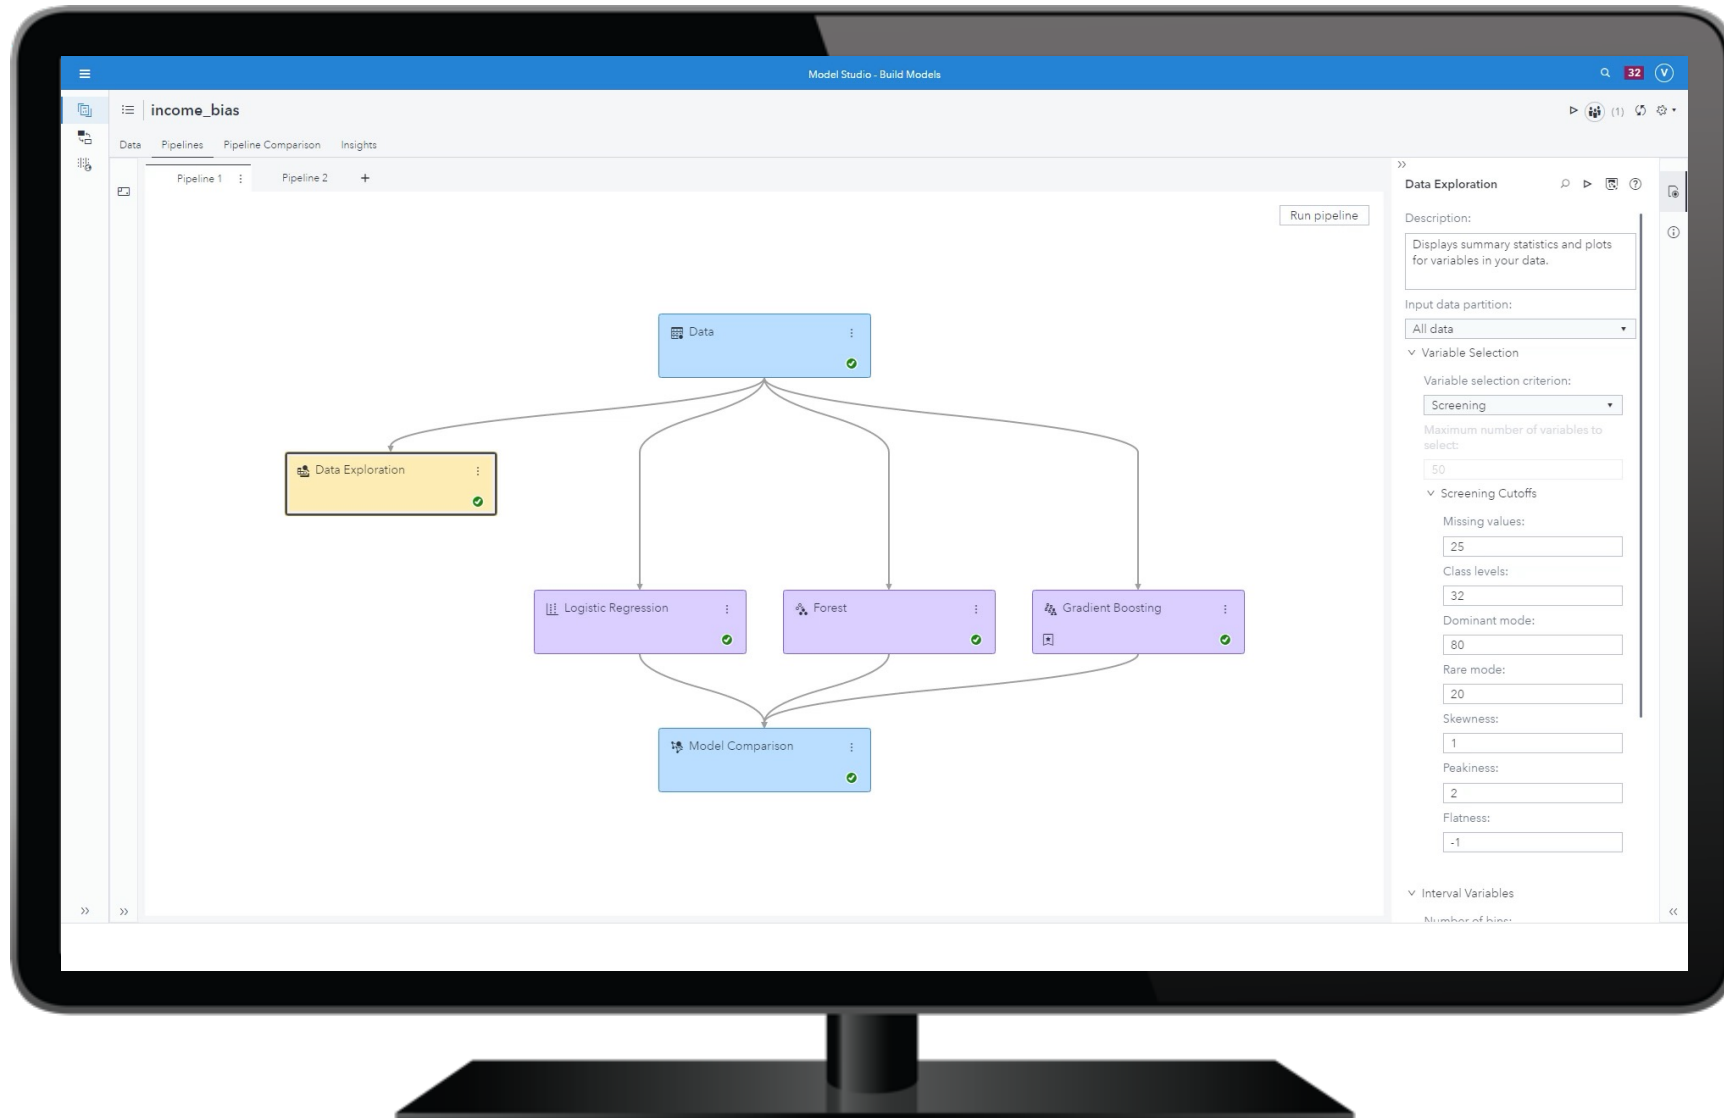 Model Studio - Build Models
32
V
income_bias
(1)
Data Pipelines Pipeline Comparison Insights
Pipeline 1 Pipeline 2 +
Run pipeline
Data
Data Exploration
Logistic Regression
Forest
Gradient Boosting
Model Comparison
Data Exploration
Description:
Displays summary statistics and plots
for variables in your data.
Input data partition:
All data
Variable Selection
Variable selection criterion:
Screening
Maximum number of variables to
select:
50
Screening Cutoffs
Missing values:
25
Class levels:
32
Dominant mode:
80
Rare mode:
20
Skewness:
1
Peakiness:
2
Flatness:
-1
Interval Variables
Number of bins: